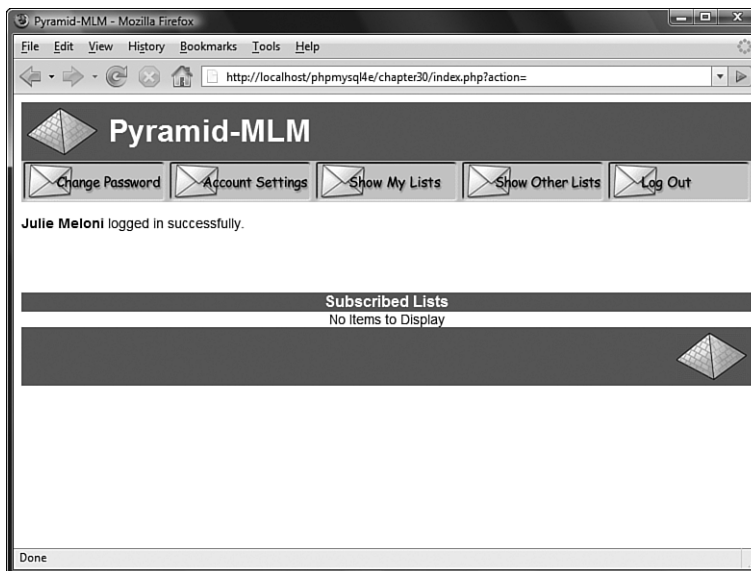 Pyramid-MLM - Mozilla Firefox
File Edit View History Bookmarks Tools Help
http://localhost/phpmysql4e/chapter30/index.php?action=
Pyramid-MLM
Change Password Account Settings Show My Lists Show Other Lists Log Out
Julie Meloni logged in successfully.
Subscribed Lists
No Items to Display
Done